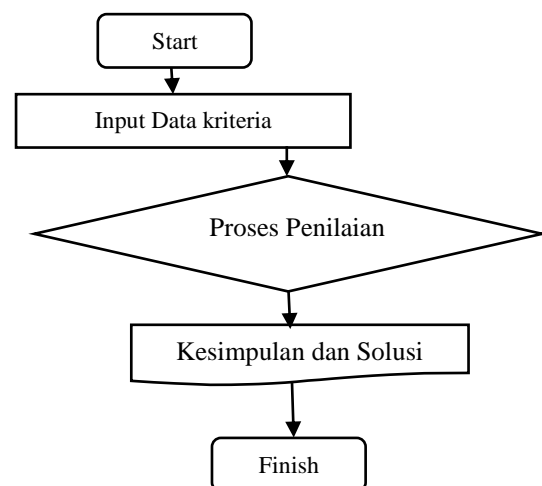 Start
Input Data kriteria
Proses Penilaian
Kesimpulan dan Solusi
Finish